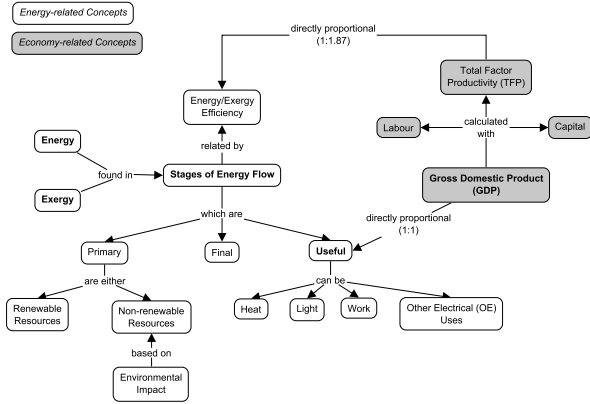 Energy-related Concepts
Economy-related Concepts
directly proportional
(1:1.87)
Total Factor
Productivity (TFP)
Energy/Exergy
Efficiency
Labour
calculated
with
Capital
Energy
related by
found in
Stages of Energy Flow
Gross Domestic Product
(GDP)
Exergy
which are
directly proportional
(1:1)
Primary
Final
Useful
are either
can be
Renewable
Resources
Non-renewable
Resources
Heat
Light
Work
Other Electrical (OE)
Uses
based on
Environmental
Impact